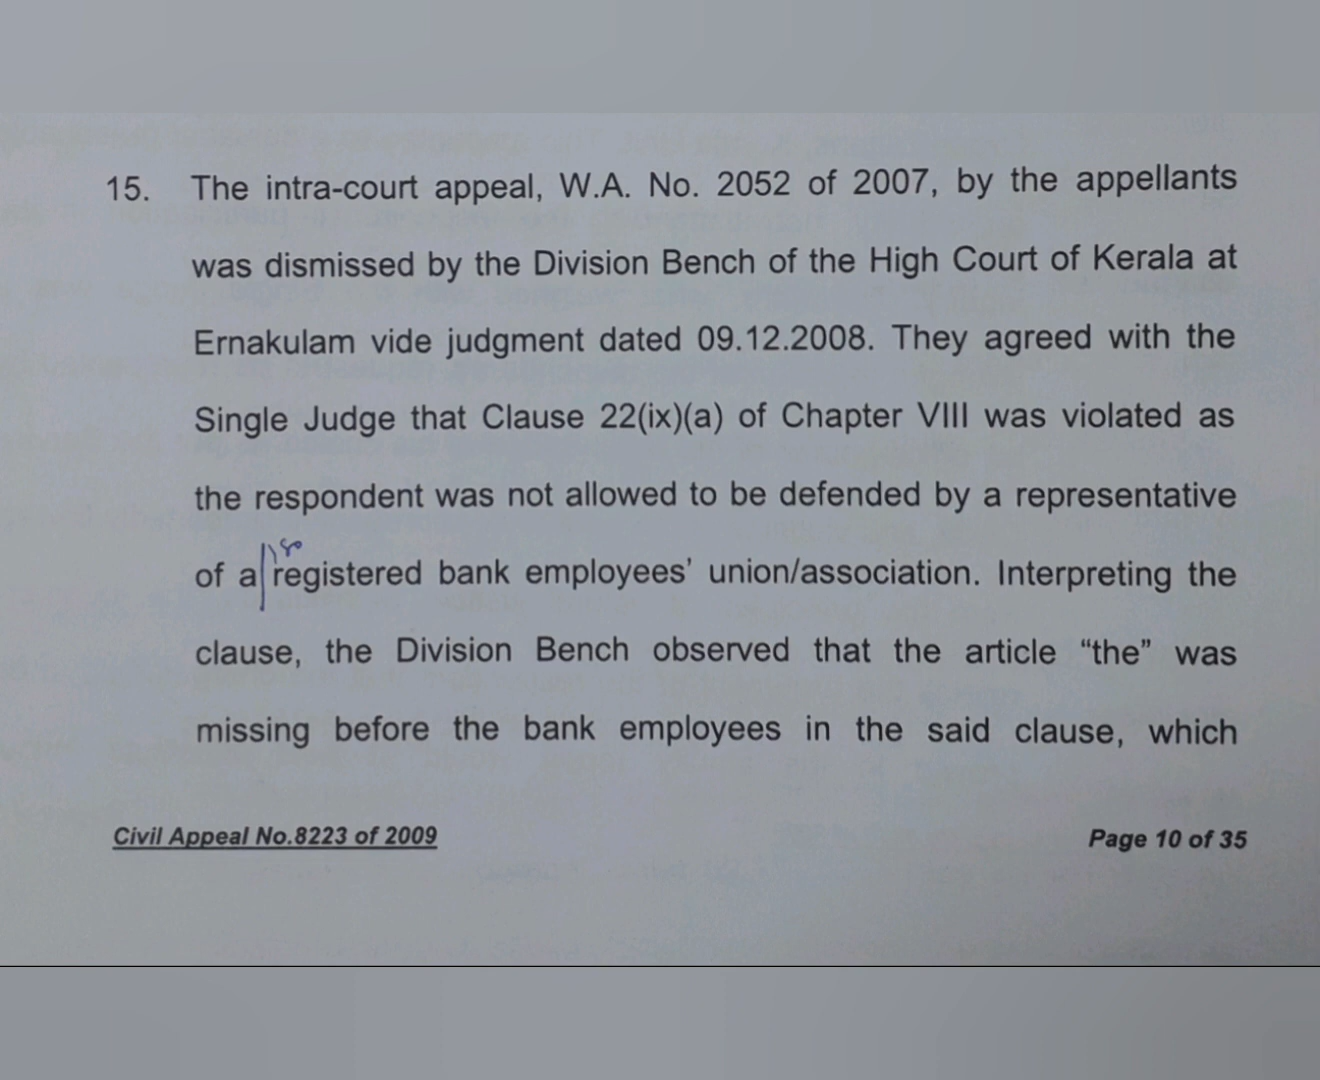 15. The intra-court appeal, W.A. No. 2052 of 2007, by the appellants
was dismissed by the Division Bench of the High Court of Kerala at
Ernakulam vide judgment dated 09.12.2008. They agreed with the
Single Judge that Clause 22(ix)(a) of Chapter VIII was violated as
the respondent was not allowed to be defended by a representative
of a registered bank employees’ union/association. Interpreting the
clause, the Division Bench observed that the article “the” was
missing before the bank employees in the said clause, which
Civil Appeal No.8223 of 2009
Page 10 of 35